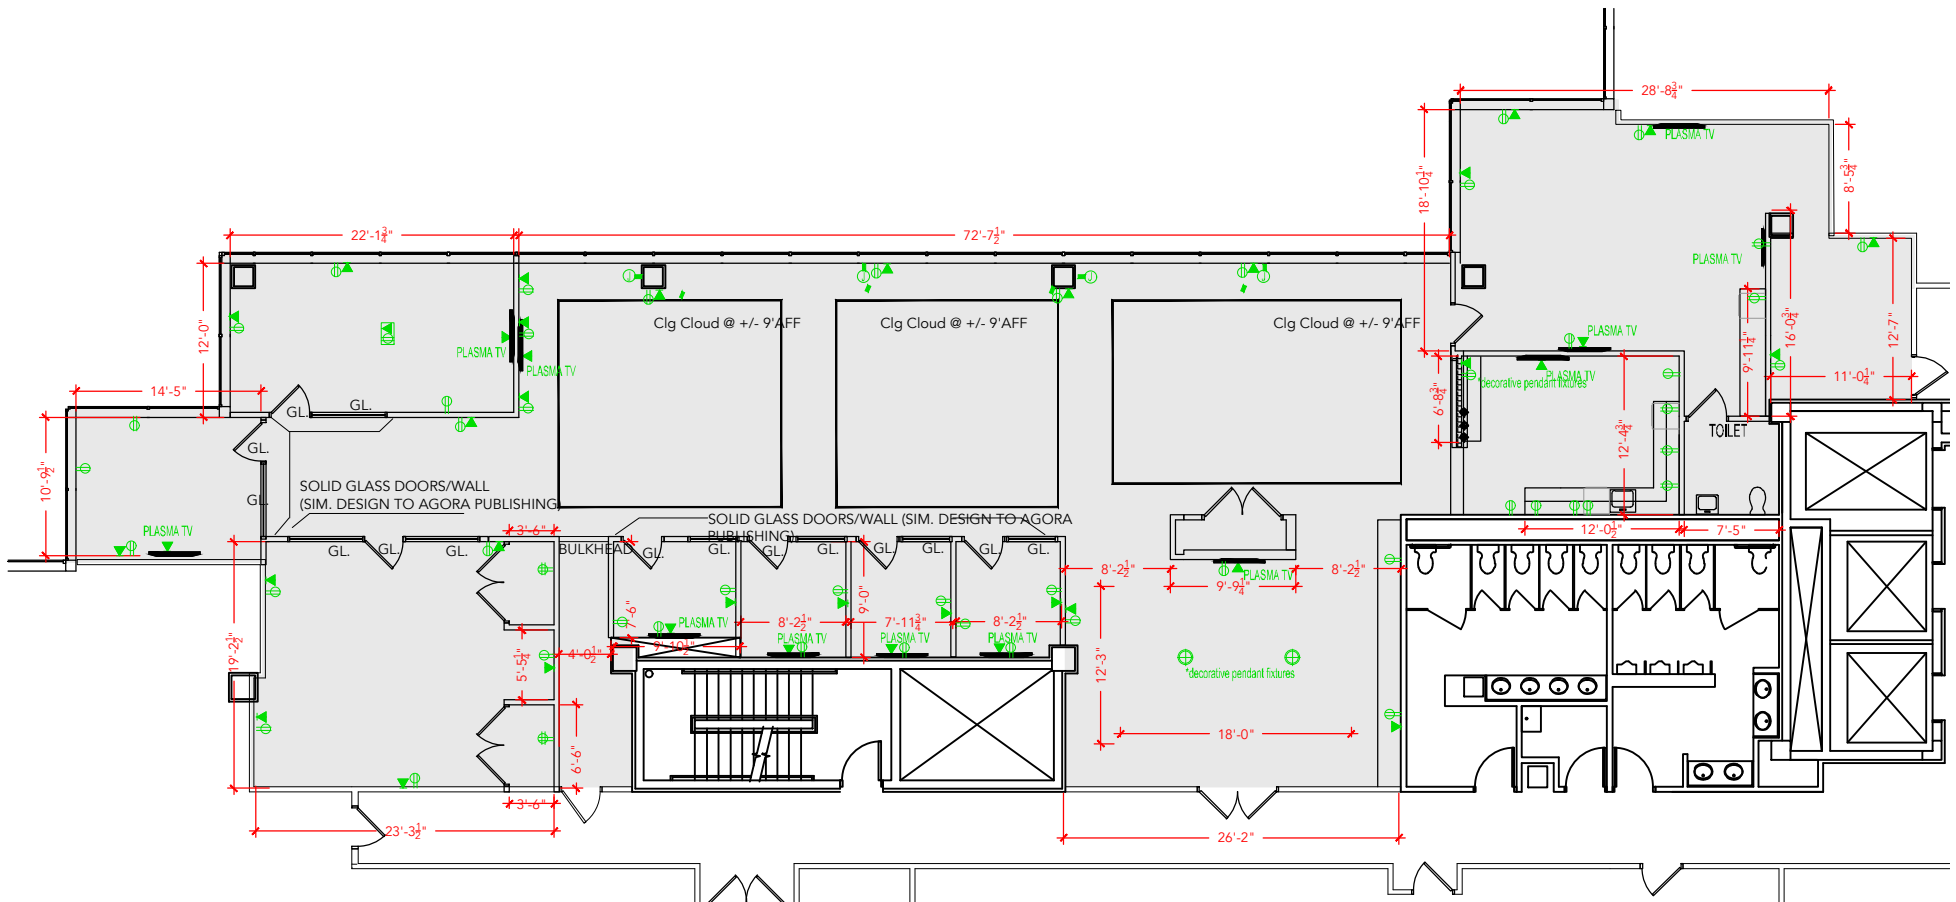 28'-8¾"
PLASMA TV
18'-10¼"
8'-5¾"
22'-1¾"
72'-7½"
PLASMA TV
12'-0"
Clg Cloud @ +/- 9'AFF
Clg Cloud @ +/- 9'AFF
Clg Cloud @ +/- 9'AFF
16'-0¾"
12'-7"
PLASMA TV
PLASMA TV
9'-11¼"
PLASMA TV
PLASMA TV
*decorative pendant fixtures
11'-0¼"
14'-5"
GL.
GL.
6'-8¾"
12'-4¾"
TOILET
GL.
10'-9½"
GL.
SOLID GLASS DOORS/WALL
(SIM. DESIGN TO AGORA PUBLISHING)
SOLID GLASS DOORS/WALL (SIM. DESIGN TO AGORA
PUBLISHING)
PLASMA TV
3'-6"
12'-0½"
7'-5"
BULKHEAD
GL.
GL.
GL.
GL.
GL.
GL.
GL.
GL.
GL.
GL.
GL.
8'-2½"
PLASMA TV
8'-2½"
9'-9¼"
7'-6"
9'-0"
PLASMA TV
8'-2½"
7'-11¾"
8'-2½"
PLASMA TV
PLASMA TV
PLASMA TV
19'-2½"
5'-5¼"
4'-0½"
9'-10½"
12'-3"
*decorative pendant fixtures
18'-0"
6'-6"
3'-6"
23'-3½"
26'-2"